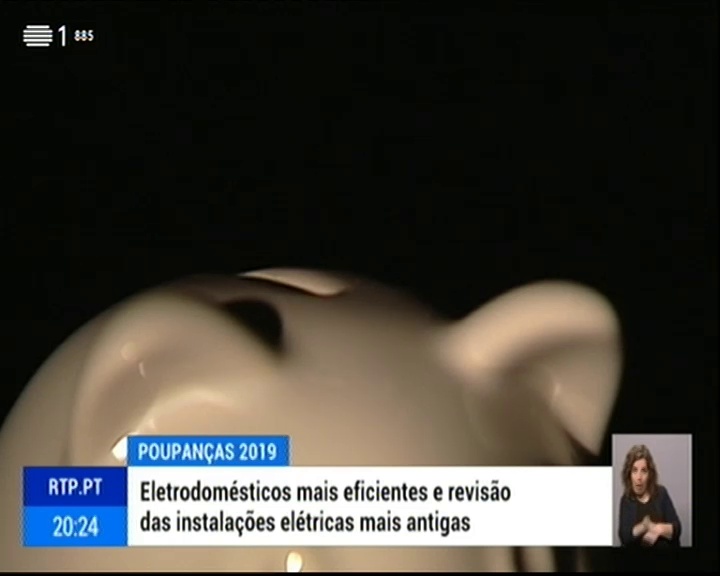 1 885
POUPANÇAS 2019
RTP.PT
Eletrodomésticos mais eficientes e revisão
20:24
das instalações elétricas mais antigas